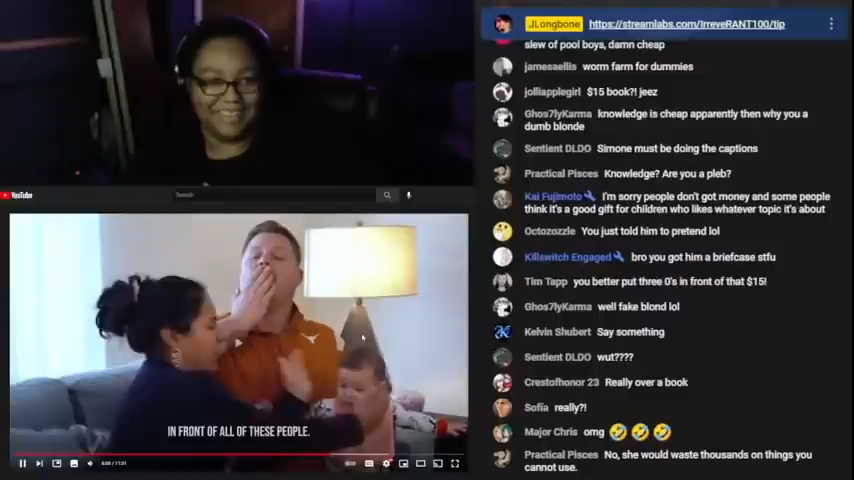 JLongbone https://streamlabs.com/IrreveRANT100/tip
slew of pool boys, damn cheap
jamesaellis worm farm for dummies
jolliapplegirl $15 book?! jeez
Ghos7lyKarma knowledge is cheap apparently then why you a
dumb blonde
Sentient DLDO Simone must be doing the captions
Practical Pisces Knowledge? Are you a pleb?
Kai Fujimoto I'm sorry people don't got money and some people
think it's a good gift for children who likes whatever topic it's about
Octozozzle You just told him to pretend lol
Killswitch Engaged bro you got him a briefcase stfu
Tim Tapp you better put three 0's in front of that $15!
Ghos7lyKarma well fake blond lol
Kelvin Shubert Say something
Sentient DLDO wut????
Crestofhonor 23 Really over a book
Sofía really?!
Major Chris omg 🤣 🤣 🤣
Practical Pisces No, she would waste thousands on things you
cannot use.
YouTube
Search
IN FRONT OF ALL OF THESE PEOPLE.